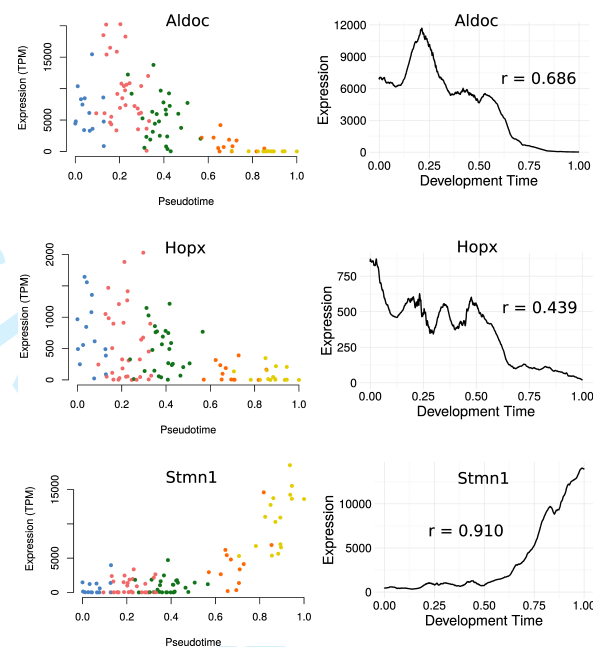 Aldoc
Expression (TPM)
15000
5000
0
0.0 0.2 0.4 0.6 0.8 1.0
Pseudotime
Aldoc
Expression
12000
9000
6000
3000
0
r = 0.686
0.00 0.25 0.50 0.75 1.00
Development Time
Hopx
Expression (TPM)
2000
1000
500
0
0.0 0.2 0.4 0.6 0.8 1.0
Pseudotime
Hopx
Expression
750
500
250
0
r = 0.439
0.00 0.25 0.50 0.75 1.00
Development Time
Stmn1
Expression (TPM)
15000
5000
0
0.0 0.2 0.4 0.6 0.8 1.0
Pseudotime
Stmn1
Expression
10000
5000
0
r = 0.910
0.00 0.25 0.50 0.75 1.00
Development Time